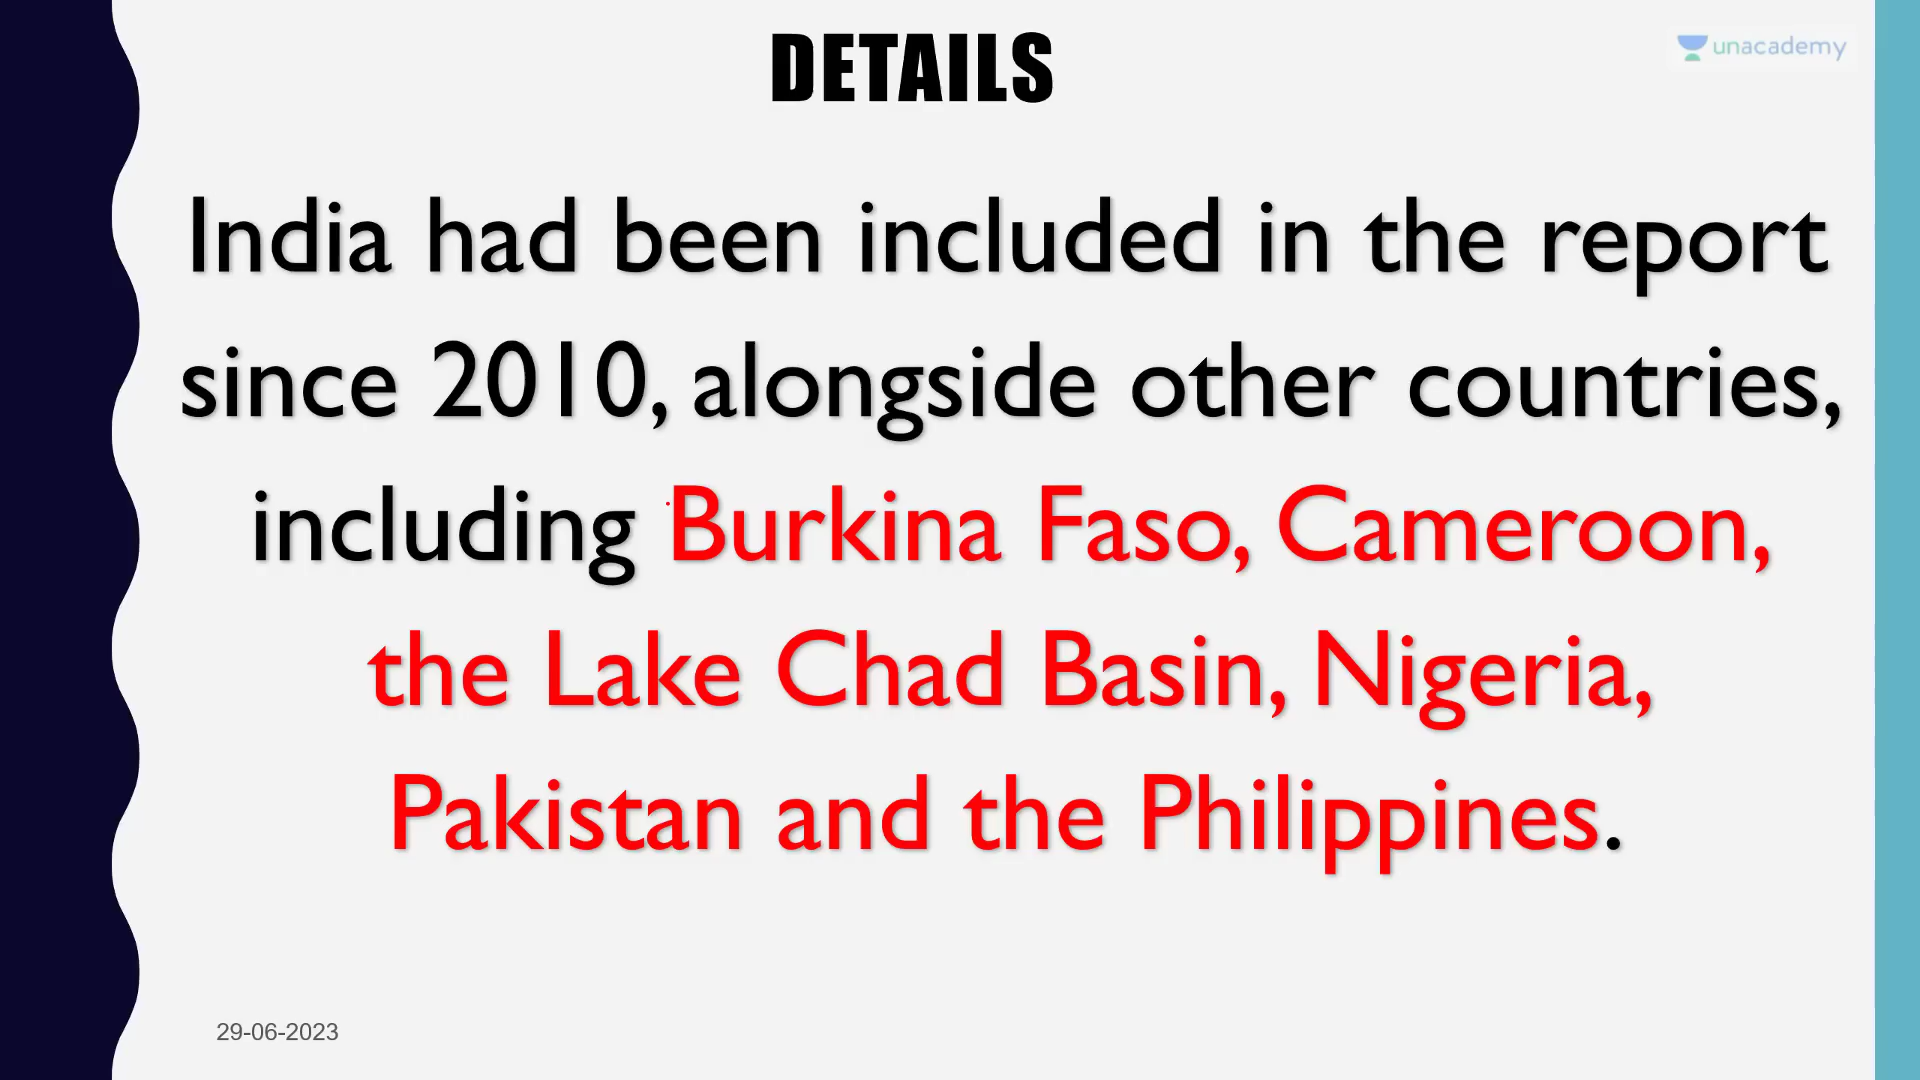 DETAILS
unacademy
India had been included in the report
since 2010, alongside other countries,
including Burkina Faso, Cameroon,
the Lake Chad Basin, Nigeria,
Pakistan and the Philippines.
29-06-2023